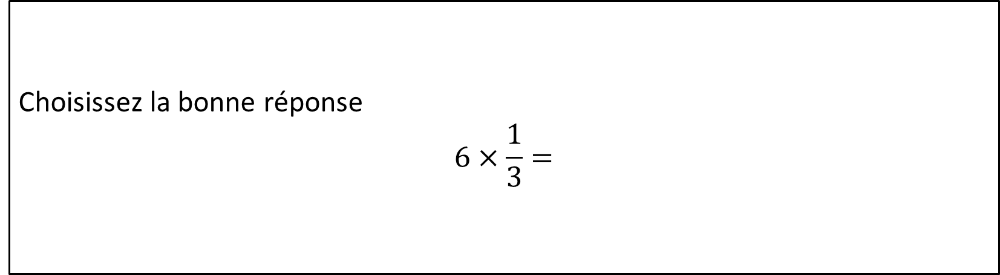 Choisissez la bonne réponse
6 × 1/3 =